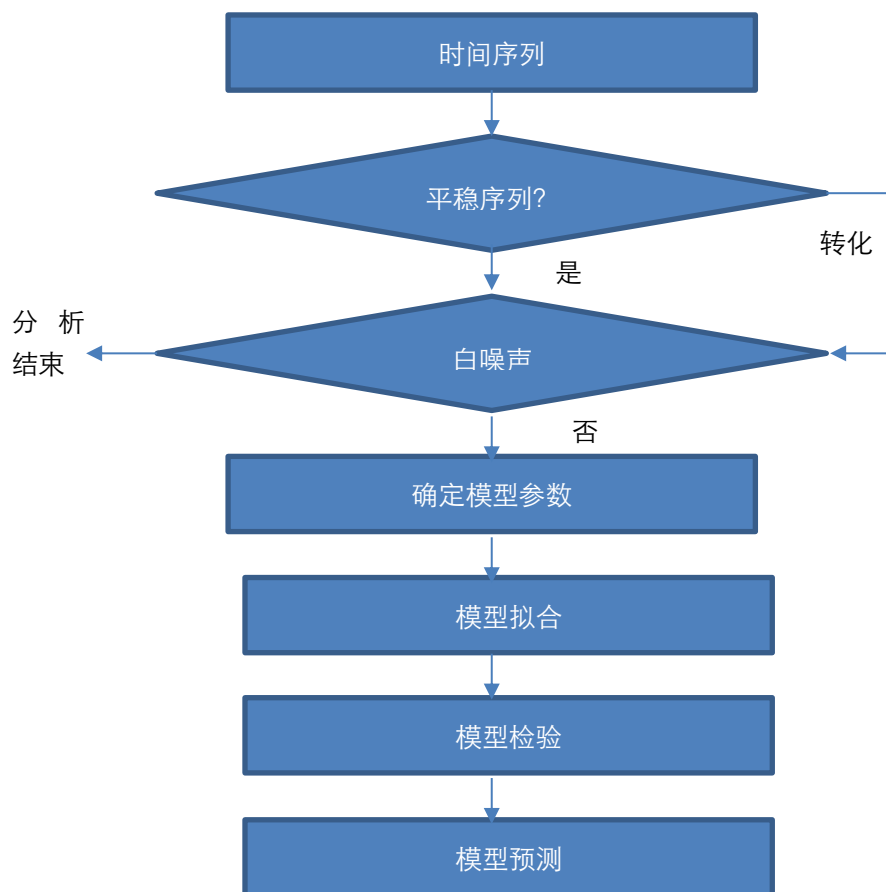 时间序列
平稳序列?
转化
是
分 析
结束
白噪声
否
确定模型参数
模型拟合
模型检验
模型预测